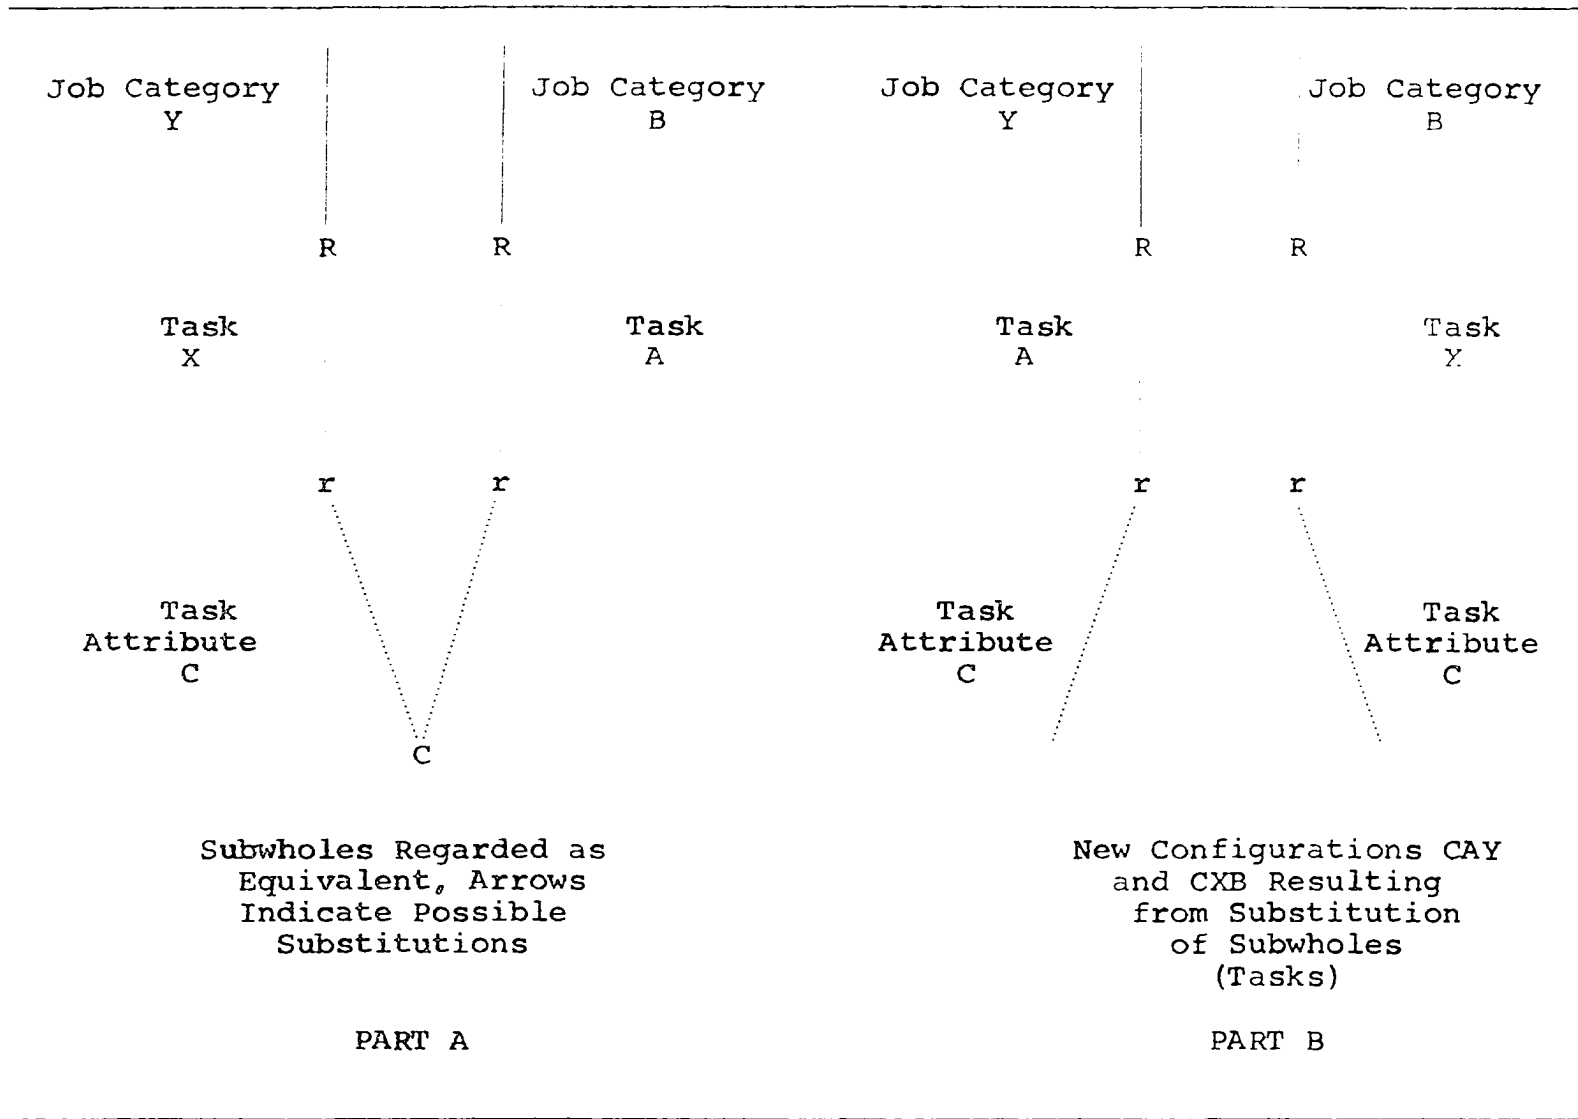 Job Category
Y
Job Category
B
R R
Task
X
Task
A
r r
Task
Attribute
C
C
Subwholes Regarded as
Equivalent, Arrows
Indicate Possible
Substitutions
PART A
Job Category
Y
Job Category
B
R R
Task
A
Task
X
r r
Task
Attribute
C
Task
Attribute
C
New Configurations CAY
and CXB Resulting
from Substitution
of Subwholes
(Tasks)
PART B